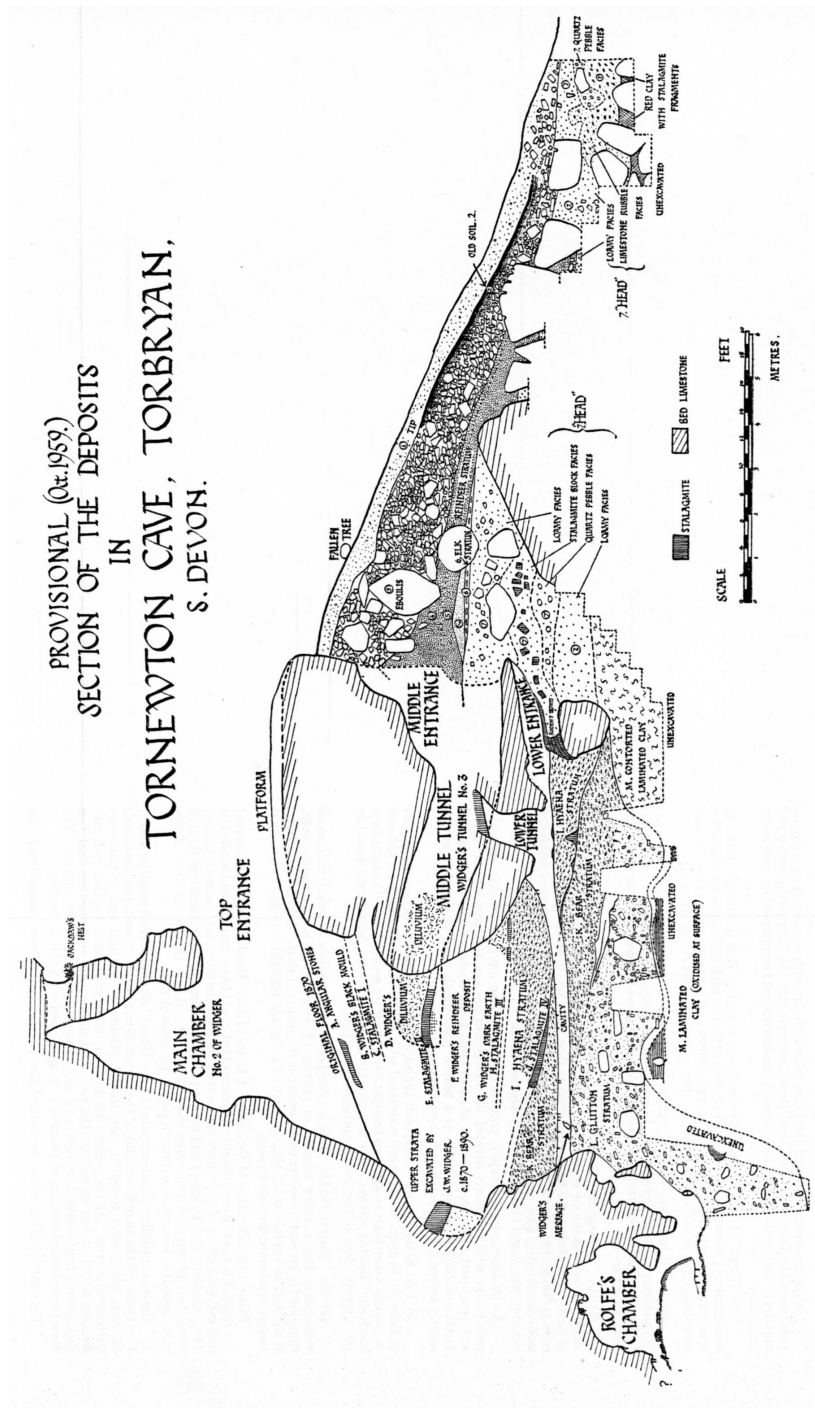 PROVISIONAL (Oct. 1959.)
SECTION OF THE DEPOSITS
IN
TORNEWTON CAVE, TORBRYAN,
S. DEVON.
JACKDAW'S
NEST
MAIN
CHAMBER
No. 2 OF WIDGER
TOP
ENTRANCE
PLATFORM
ORIGINAL FLOOR 1870
A. ANGULAR STONES
B. WIDGER'S BLACK MOULD
C. STALAGMITE I
D. WIDGER'S
DILUVIUM
DILUVIUM
E. STALAGMITE
F. WIDGER'S REINDEER
DEPOSIT
G. WIDGER'S DARK EARTH
H. STALAGMITE III
I. HYAENA STRATUM
J. STALAGMITE IV
K. BEAR
STRATUM
UPPER STRATA
EXCAVATED BY
J.W. WIDGER.
c.1870—1890.
WIDGER'S
MESSAGE.
CAVITY
L. GLUTTON
STRATUM
K. BEAR STRATUM
I. HYAENA
STRATUM
MIDDLE TUNNEL
WIDGER'S TUNNEL No. 3
LOWER
TUNNEL
MIDDLE
ENTRANCE
LOWER ENTRANCE
ROLFE'S
CHAMBER
?
UNEXCAVATED
M. LAMINATED
CLAY (OXIDISED AT SURFACE)
UNEXCAVATED
M. CONTORTED
LAMINATED CLAY
UNEXCAVATED
FALLEN
TREE
① TIP
EBOULIS
6. ELK
STRATUM
REINDEER STRATUM
OLD SOIL. 2.
LOAMY FACIES
STALAGMITE BLOCK FACIES
QUARTZ PEBBLE FACIES
LOAMY FACIES
"HEAD"
7. "HEAD"
LOAMY FACIES
LIMESTONE RUBBLE
FACIES
UNEXCAVATED
7. QUARTZ
PEBBLE
FACIES
RED CLAY
WITH STALAGMITE
FRAGMENTS
STALAGMITE
BED LIMESTONE
SCALE
FEET
METRES.